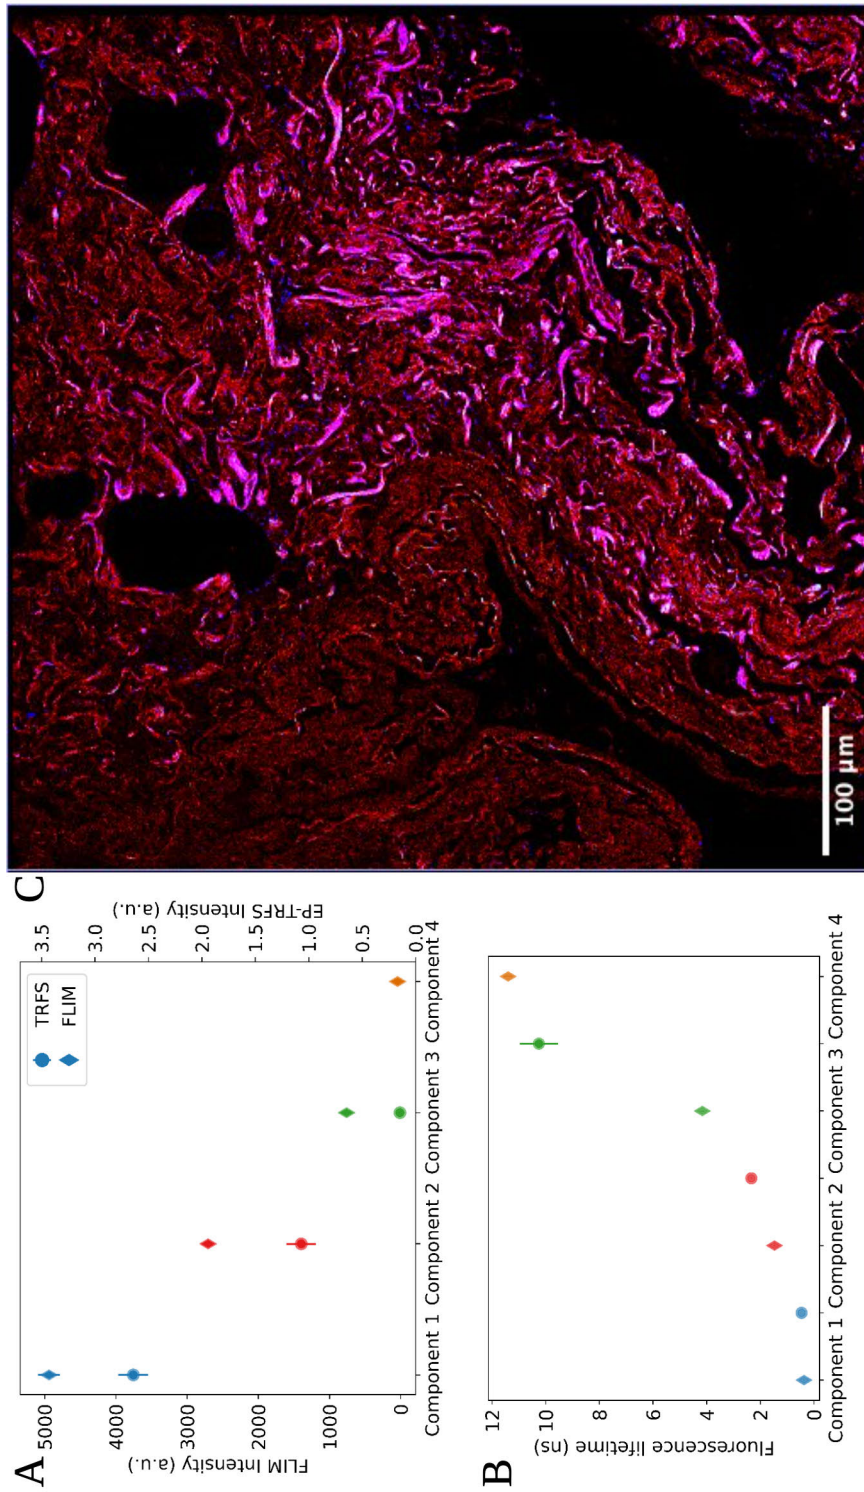 A
FLIM Intensity (a.u.)
5000
4000
3000
2000
1000
0
TRFS
FLIM
EP-TRFS Intensity (a.u.)
3.5
3.0
2.5
2.0
1.5
1.0
0.5
0.0
Component 1 Component 2 Component 3 Component 4
B
Fluorescence lifetime (ns)
12
10
8
6
4
2
0
Component 1 Component 2 Component 3 Component 4
C
100 µm